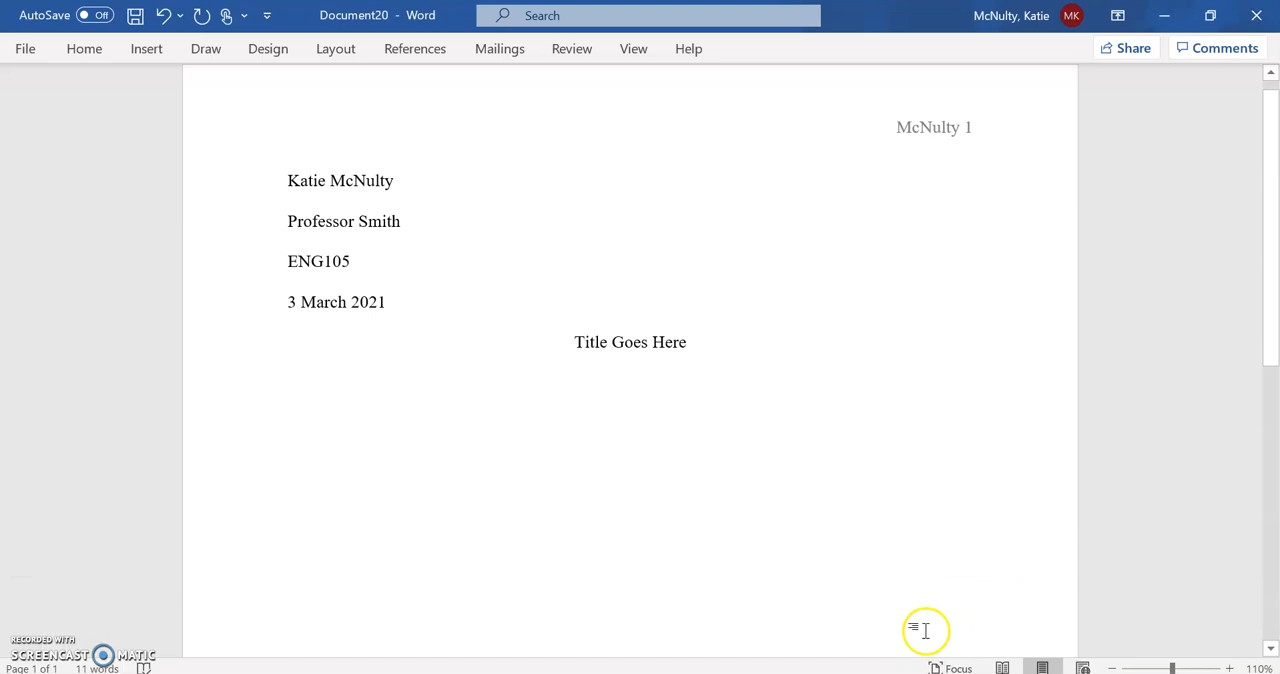 AutoSave Off Document20 - Word Search McNulty, Katie MK
File Home Insert Draw Design Layout References Mailings Review View Help Share Comments
McNulty 1
Katie McNulty
Professor Smith
ENG105
3 March 2021
Title Goes Here
RECORDED WITH
SCREENCAST MATIC
Page 1 of 1 11 words Focus 110%